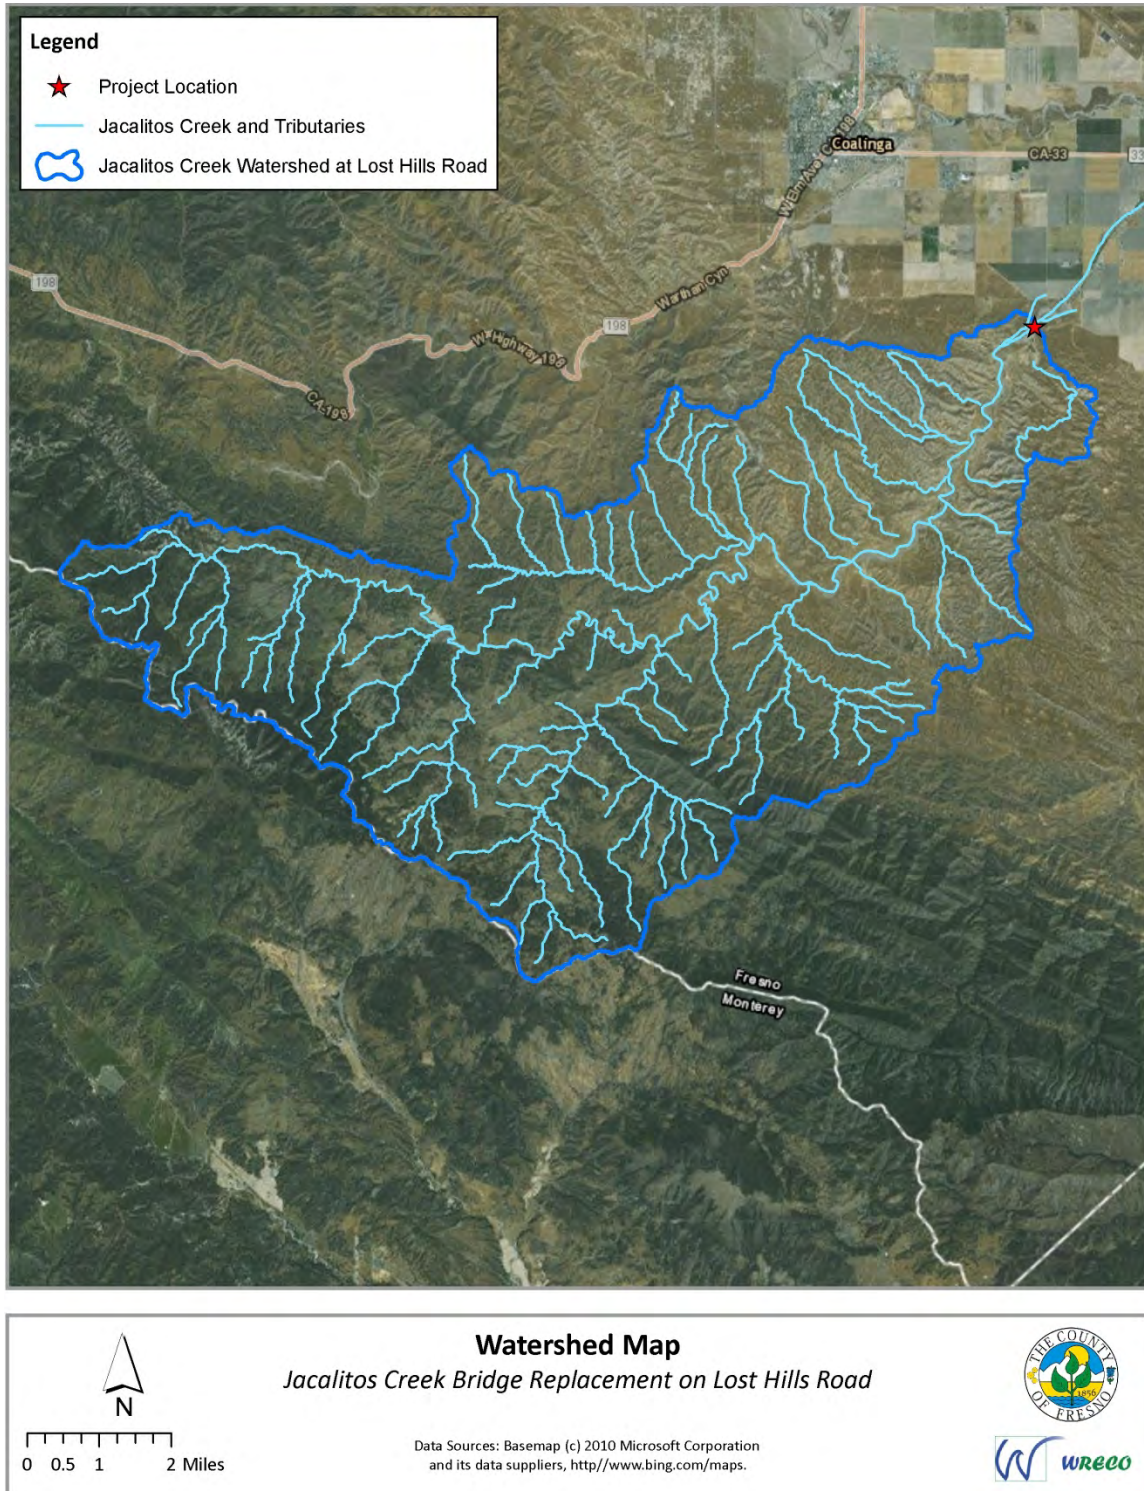 Legend
Project Location
Jacalitos Creek and Tributaries
Jacalitos Creek Watershed at Lost Hills Road
198
Coalinga
CA-33
33
W Elm Ave
198
Warthan Cyn
198
W Highway 198
CA-198
Fresno
Monterey
Watershed Map
Jacalitos Creek Bridge Replacement on Lost Hills Road
N
0 0.5 1 2 Miles
Data Sources: Basemap (c) 2010 Microsoft Corporation
and its data suppliers, http//www.bing.com/maps.
THE COUNTY
1856
OF FRESNO
W WRECO